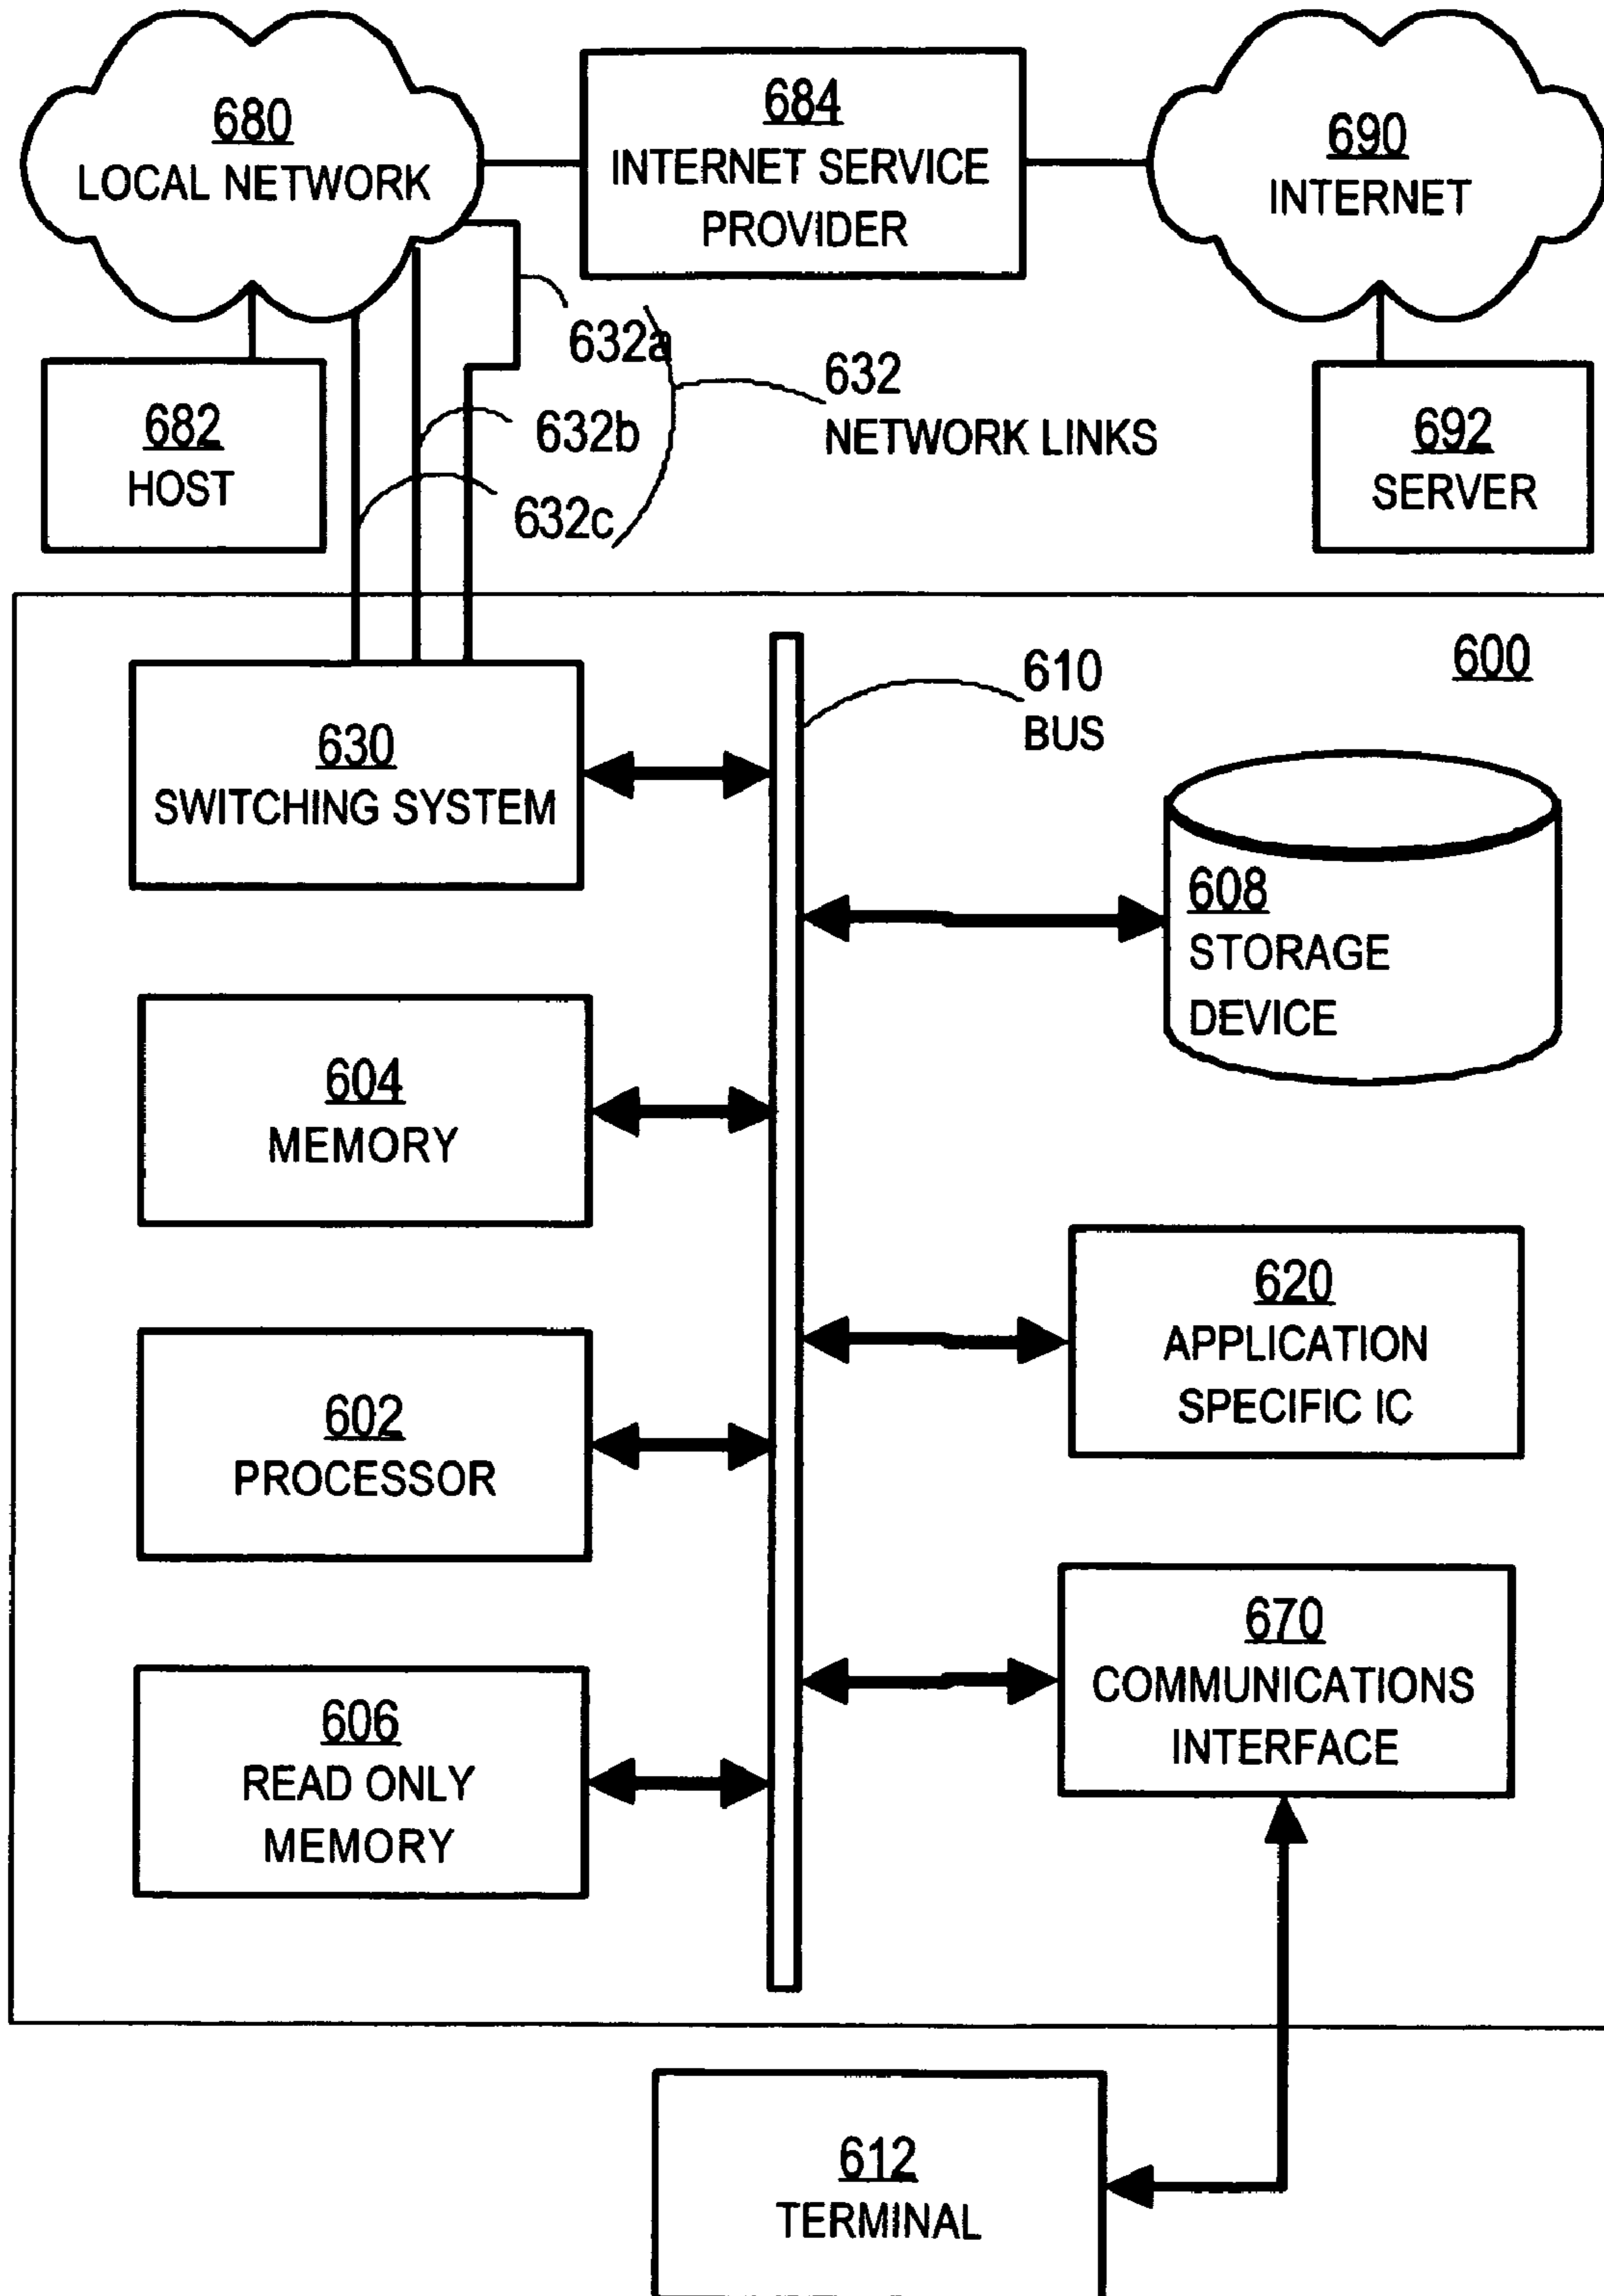 680
LOCAL NETWORK
684
INTERNET SERVICE
PROVIDER
690
INTERNET
632a
632
NETWORK LINKS
632b
632c
682
HOST
692
SERVER
600
610
BUS
630
SWITCHING SYSTEM
608
STORAGE
DEVICE
604
MEMORY
620
APPLICATION
SPECIFIC IC
602
PROCESSOR
670
COMMUNICATIONS
INTERFACE
606
READ ONLY
MEMORY
612
TERMINAL